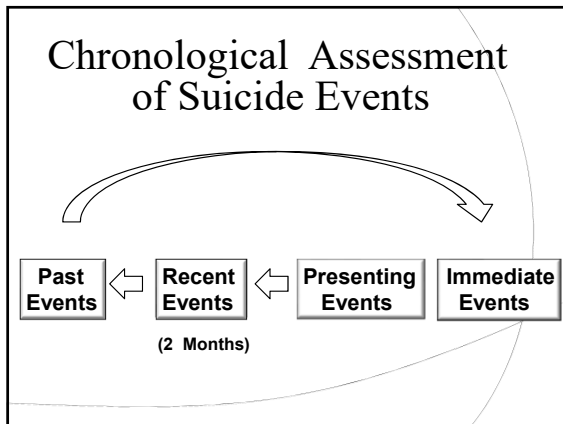 Chronological Assessment
of Suicide Events
Past
Events
Recent
Events
(2 Months)
Presenting
Events
Immediate
Events